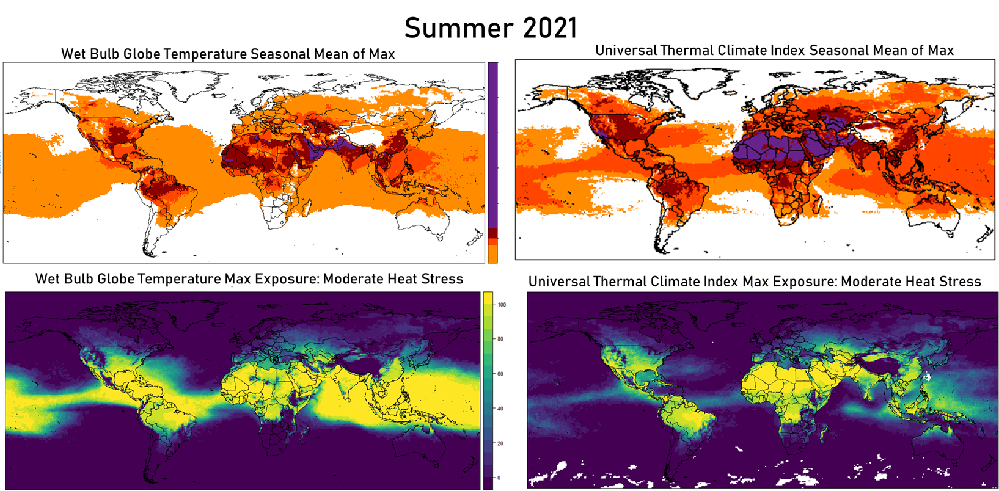 Summer 2021
Wet Bulb Globe Temperature Seasonal Mean of Max
Universal Thermal Climate Index Seasonal Mean of Max
Wet Bulb Globe Temperature Max Exposure: Moderate Heat Stress
Universal Thermal Climate Index Max Exposure: Moderate Heat Stress
100
80
60
40
20
0